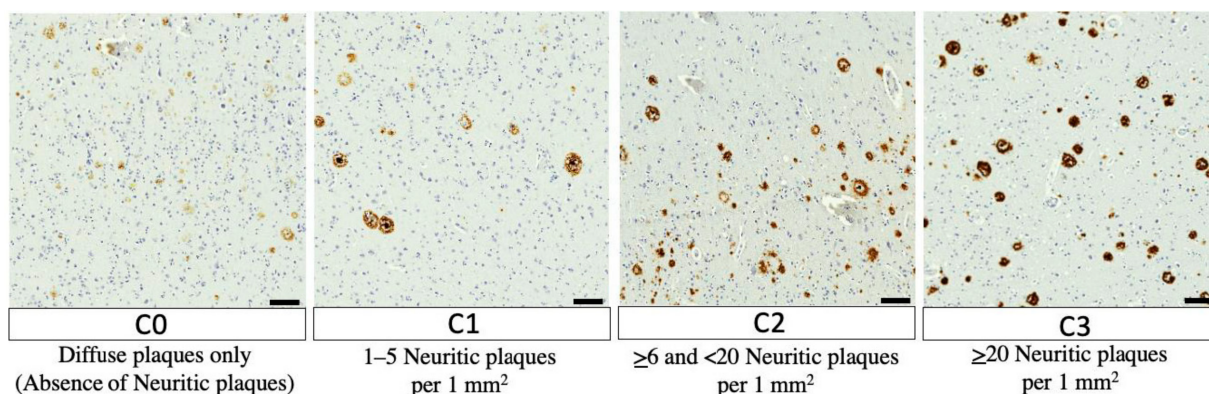 C0
Diffuse plaques only
(Absence of Neuritic plaques)
C1
1–5 Neuritic plaques
per 1 mm²
C2
≥6 and <20 Neuritic plaques
per 1 mm²
C3
≥20 Neuritic plaques
per 1 mm²